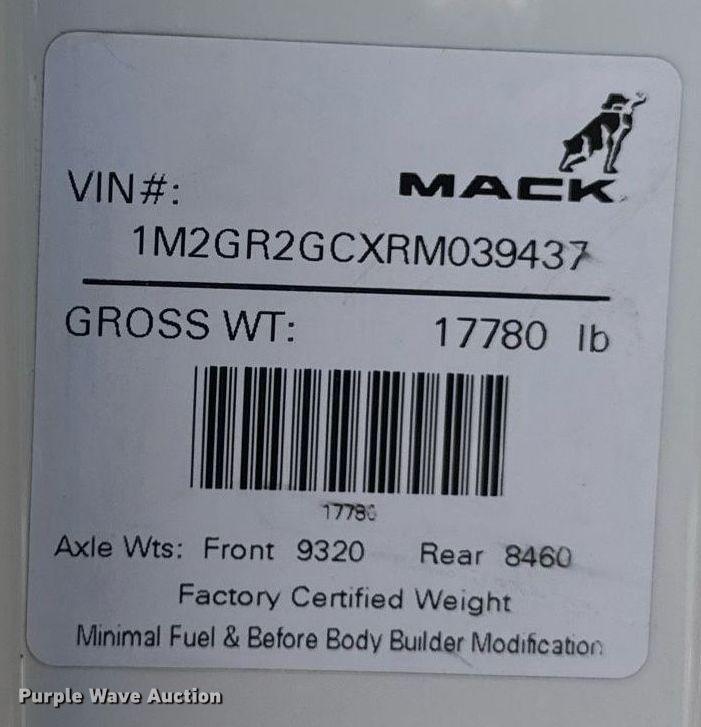 MACK
VIN#:
1M2GR2GCXRM039437
GROSS WT: 17780 lb
17780
Axle Wts: Front 9320 Rear 8460
Factory Certified Weight
Minimal Fuel & Before Body Builder Modification
Purple Wave Auction